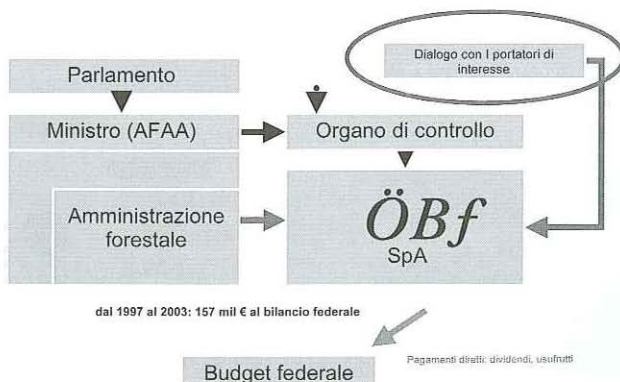 Dialogo con I portatori di
interesse
Parlamento
Ministro (AFAA)
Organo di controllo
Amministrazione
forestale
ÖBf
SpA
dal 1997 al 2003: 157 mil € al bilancio federale
Pagamenti diretti: dividendi, usufrutti
Budget federale